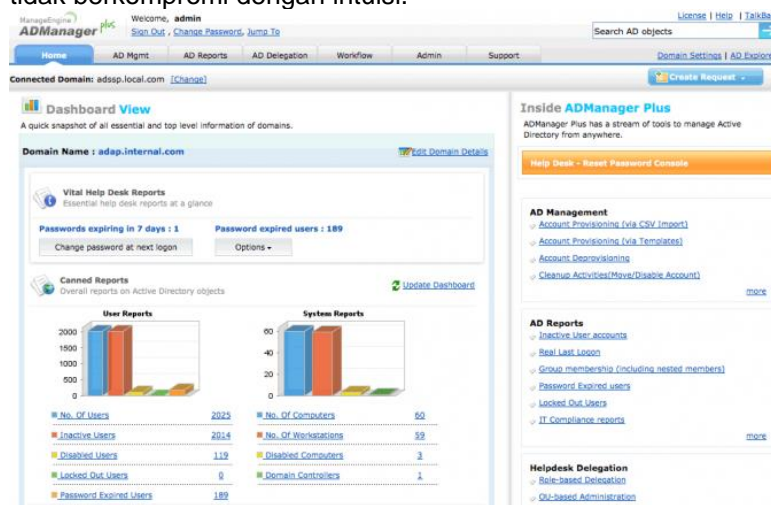 tidak berkompromi dengan intuisi.
ManageEngine
ADManager plus
Welcome, admin
Sign Out , Change Password, Jump To
License | Help | TalkBa
Search AD objects
Home
AD Mgmt
AD Reports
AD Delegation
Workflow
Admin
Support
Domain Settings | AD Explore
Connected Domain: adssp.local.com [Change]
Create Request
Dashboard View
A quick snapshot of all essential and top level information of domains.
Domain Name : adap.internal.com
Edit Domain Details
Vital Help Desk Reports
Essential help desk reports at a glance
Passwords expiring in 7 days : 1
Password expired users : 189
Change password at next logon
Options
Canned Reports
Overall reports on Active Directory objects
Update Dashboard
User Reports
2000
1500
1000
500
0
No. Of Users 2025
Inactive Users 2014
Disabled Users 119
Locked Out Users 0
Password Expired Users 189
System Reports
60
40
20
0
No. Of Computers 60
No. Of Workstations 59
Disabled Computers 3
Domain Controllers 1
Inside ADManager Plus
ADManager Plus has a stream of tools to manage Active
Directory from anywhere.
Help Desk - Reset Password Console
AD Management
Account Provisioning (via CSV Import)
Account Provisioning (via Templates)
Account Deprovisioning
Cleanup Activities(Move/Disable Account)
more
AD Reports
Inactive User accounts
Real Last Logon
Group membership (including nested members)
Password Expired users
Locked Out Users
IT Compliance reports
more
Helpdesk Delegation
Role-based Delegation
OU-based Administration